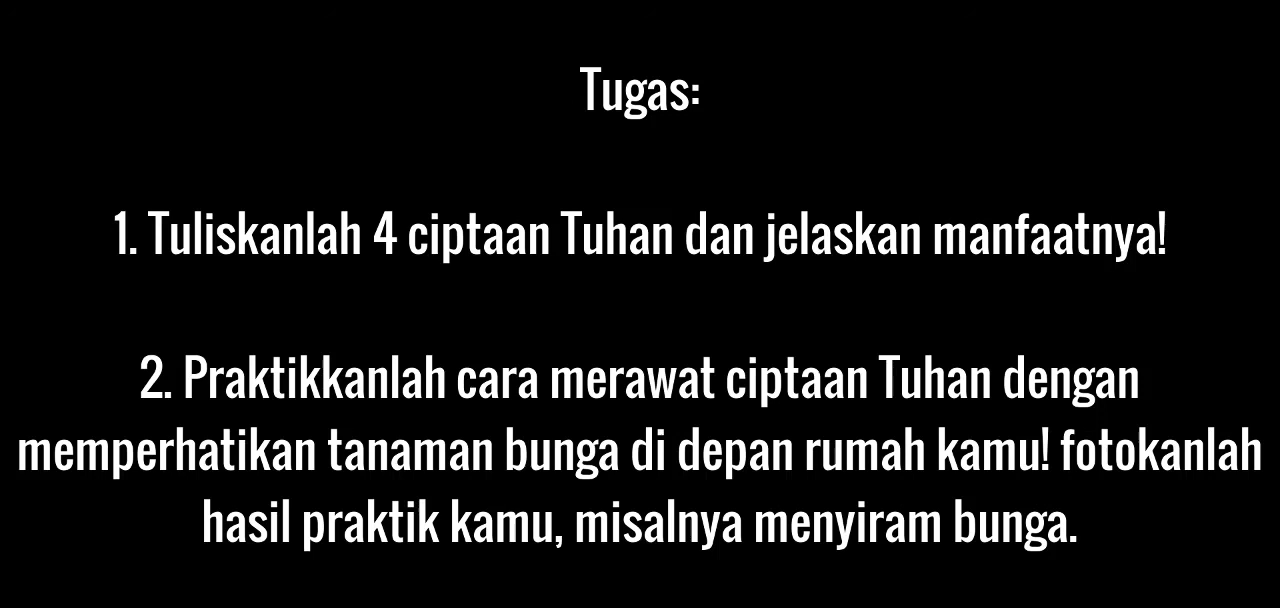 Tugas:
1. Tuliskanlah 4 ciptaan Tuhan dan jelaskan manfaatnya!
2. Praktikkanlah cara merawat ciptaan Tuhan dengan
memperhatikan tanaman bunga di depan rumah kamu! fotokanlah
hasil praktik kamu, misalnya menyiram bunga.